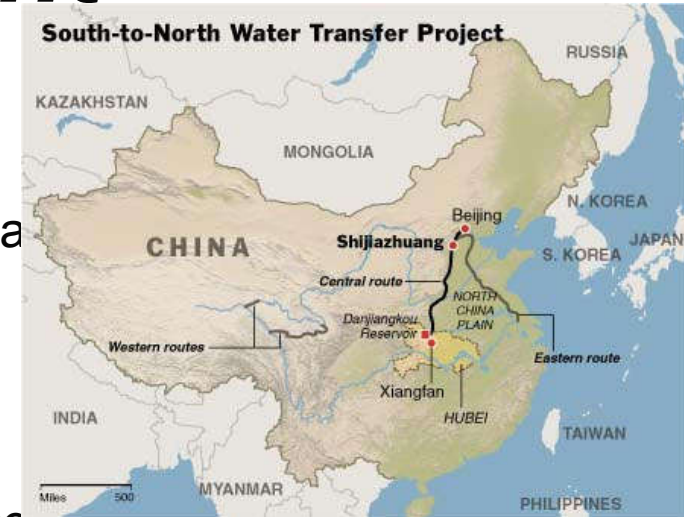 South-to-North Water Transfer Project
RUSSIA
KAZAKHSTAN
MONGOLIA
N. KOREA
Beijing
a
JAPAN
Shijiazhuang
CHINA
S. KOREA
Central route
NORTH
CHINA
PLAIN
Danjiangkou
Reservoir
Western routes
Eastern route
Xiangfan
INDIA
HUBEI
TAIWAN
Miles 500
MYANMAR
PHILIPPINES